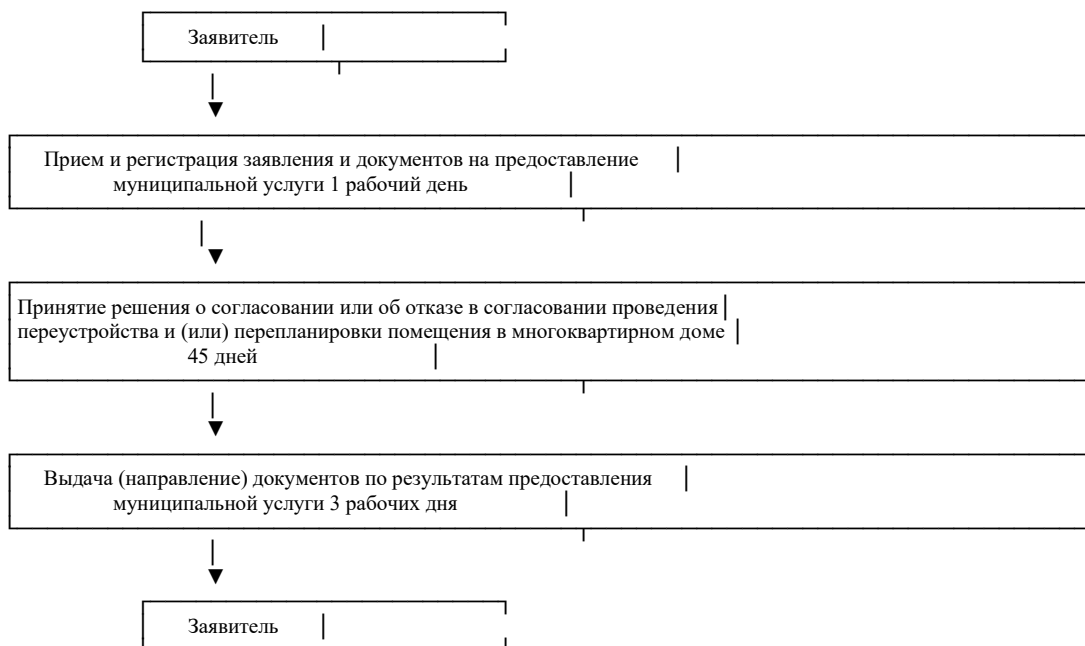 Заявитель
Прием и регистрация заявления и документов на предоставление
муниципальной услуги 1 рабочий день
Принятие решения о согласовании или об отказе в согласовании проведения
переустройства и (или) перепланировки помещения в многоквартирном доме
45 дней
Выдача (направление) документов по результатам предоставления
муниципальной услуги 3 рабочих дня
Заявитель